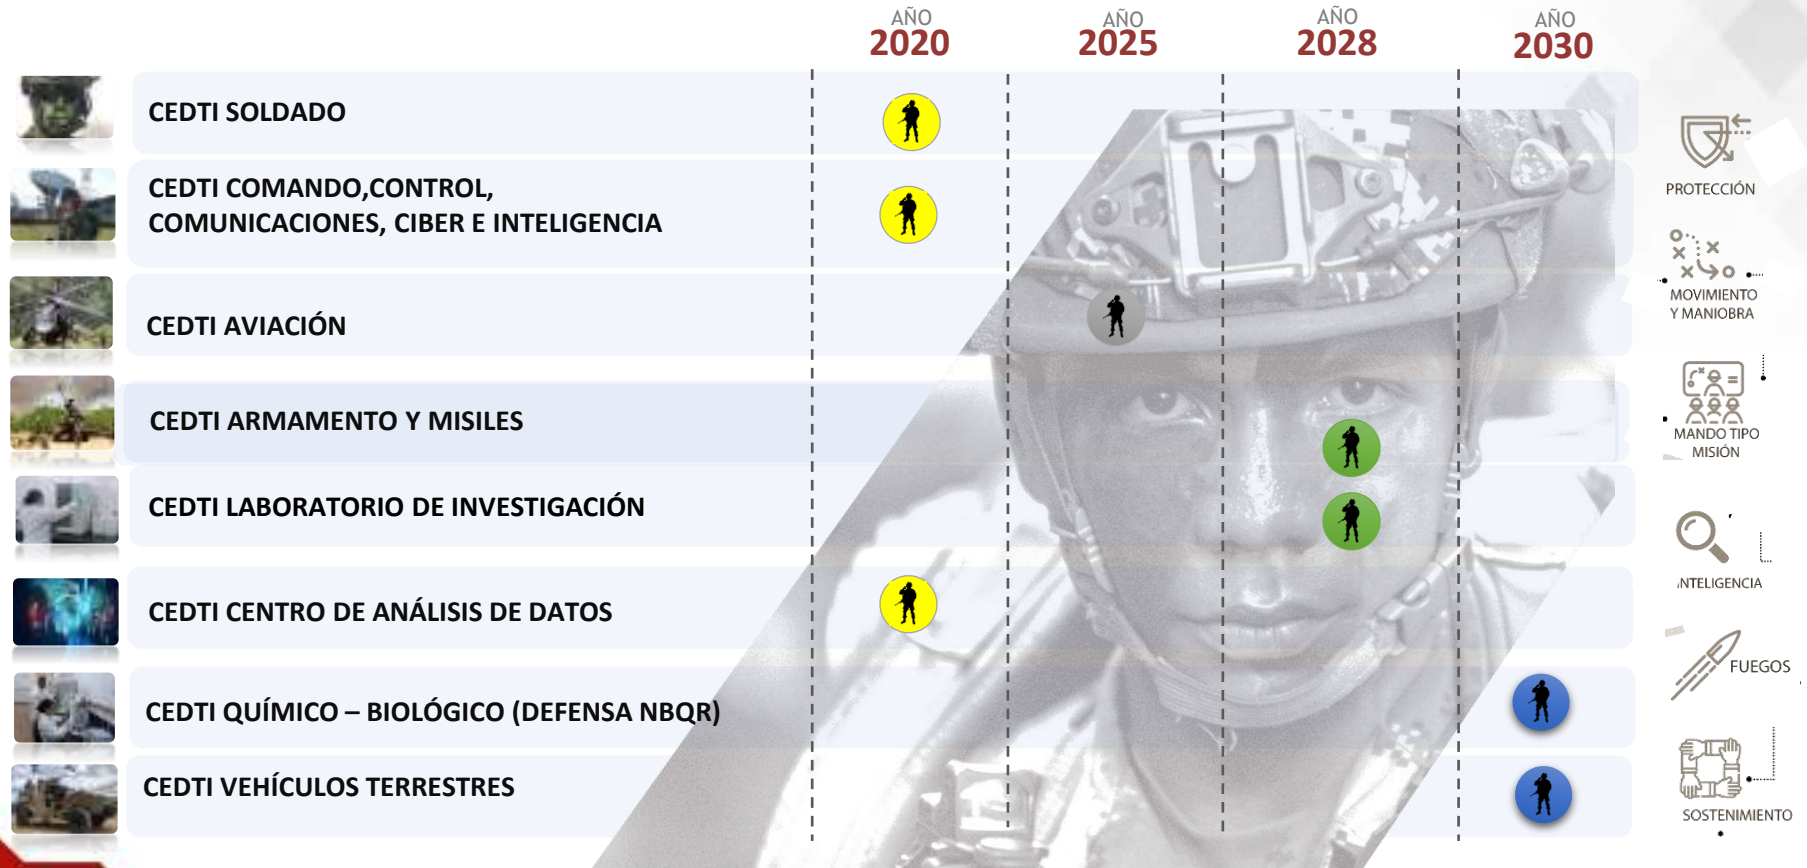 AÑO
2020
AÑO
2025
AÑO
2028
AÑO
2030
CEDTI SOLDADO
CEDTI COMANDO,CONTROL,
COMUNICACIONES, CIBER E INTELIGENCIA
CEDTI AVIACIÓN
CEDTI ARMAMENTO Y MISILES
CEDTI LABORATORIO DE INVESTIGACIÓN
CEDTI CENTRO DE ANÁLISIS DE DATOS
CEDTI QUÍMICO – BIOLÓGICO (DEFENSA NBQR)
CEDTI VEHÍCULOS TERRESTRES
PROTECCIÓN
MOVIMIENTO
Y MANIOBRA
MANDO TIPO
MISIÓN
INTELIGENCIA
FUEGOS
SOSTENIMIENTO